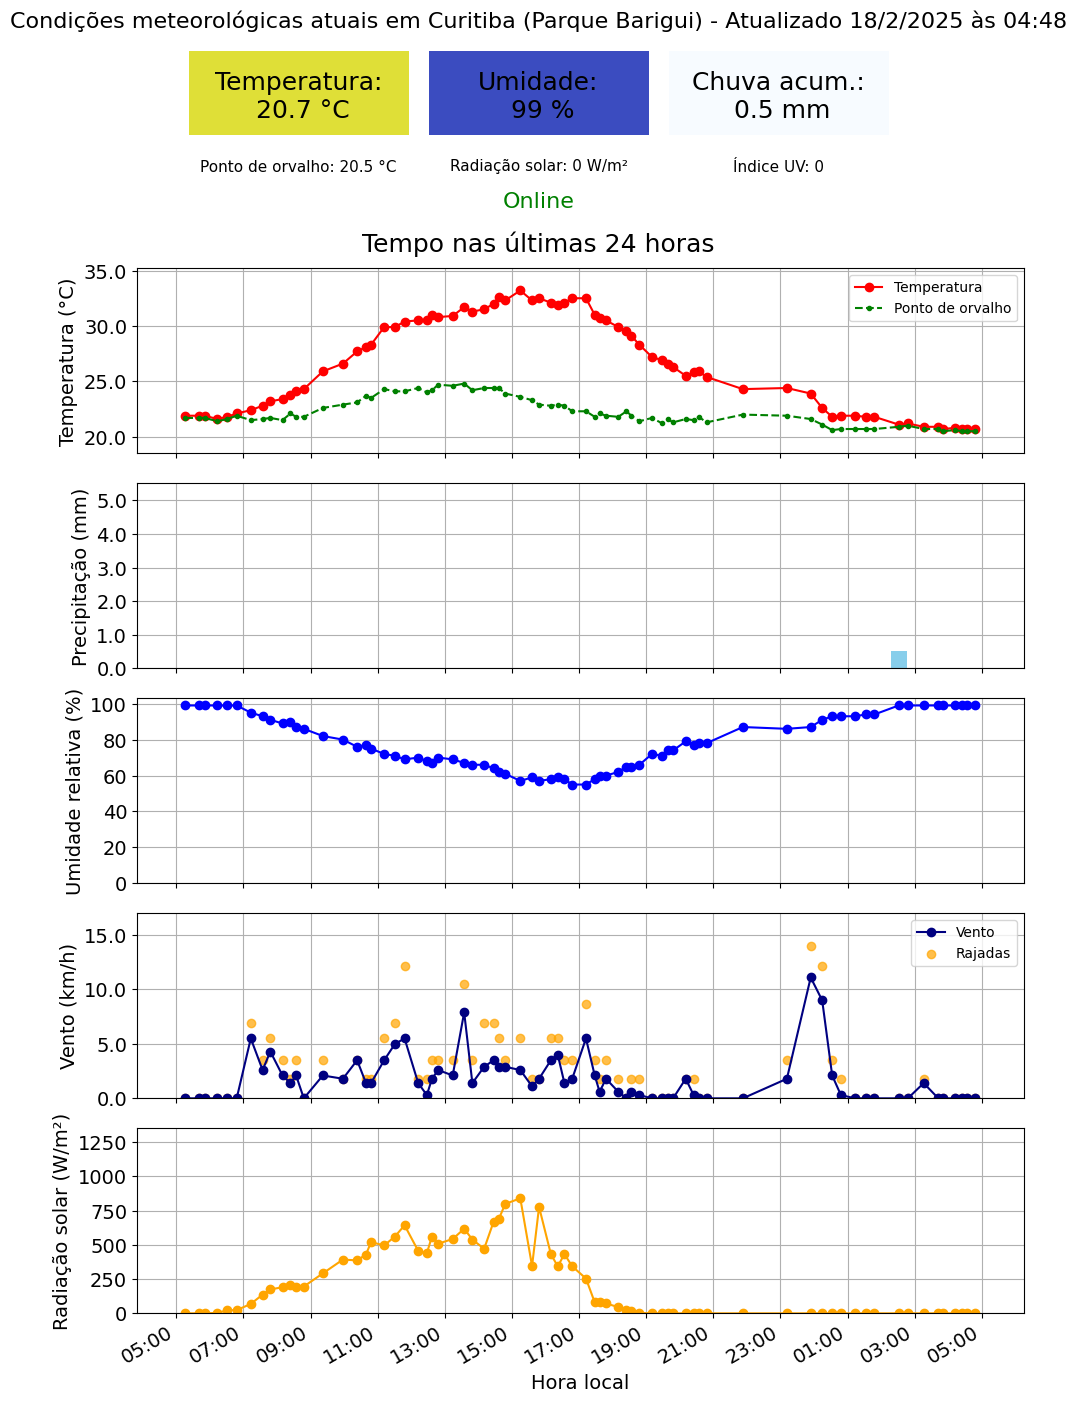 Condições meteorológicas atuais em Curitiba (Parque Barigui) - Atualizado 18/2/2025 às 04:48
Temperatura:
20.7 °C
Umidade:
99 %
Chuva acum.:
0.5 mm
Ponto de orvalho: 20.5 °C
Radiação solar: 0 W/m²
Índice UV: 0
Online
Tempo nas últimas 24 horas
Temperatura (°C)
35.0
30.0
25.0
20.0
Temperatura
Ponto de orvalho
Precipitação (mm)
5.0
4.0
3.0
2.0
1.0
0.0
Umidade relativa (%)
100
80
60
40
20
0
Vento (km/h)
15.0
10.0
5.0
0.0
Vento
Rajadas
Radiação solar (W/m²)
1250
1000
750
500
250
0
05:00 07:00 09:00 11:00 13:00 15:00 17:00 19:00 21:00 23:00 01:00 03:00 05:00
Hora local